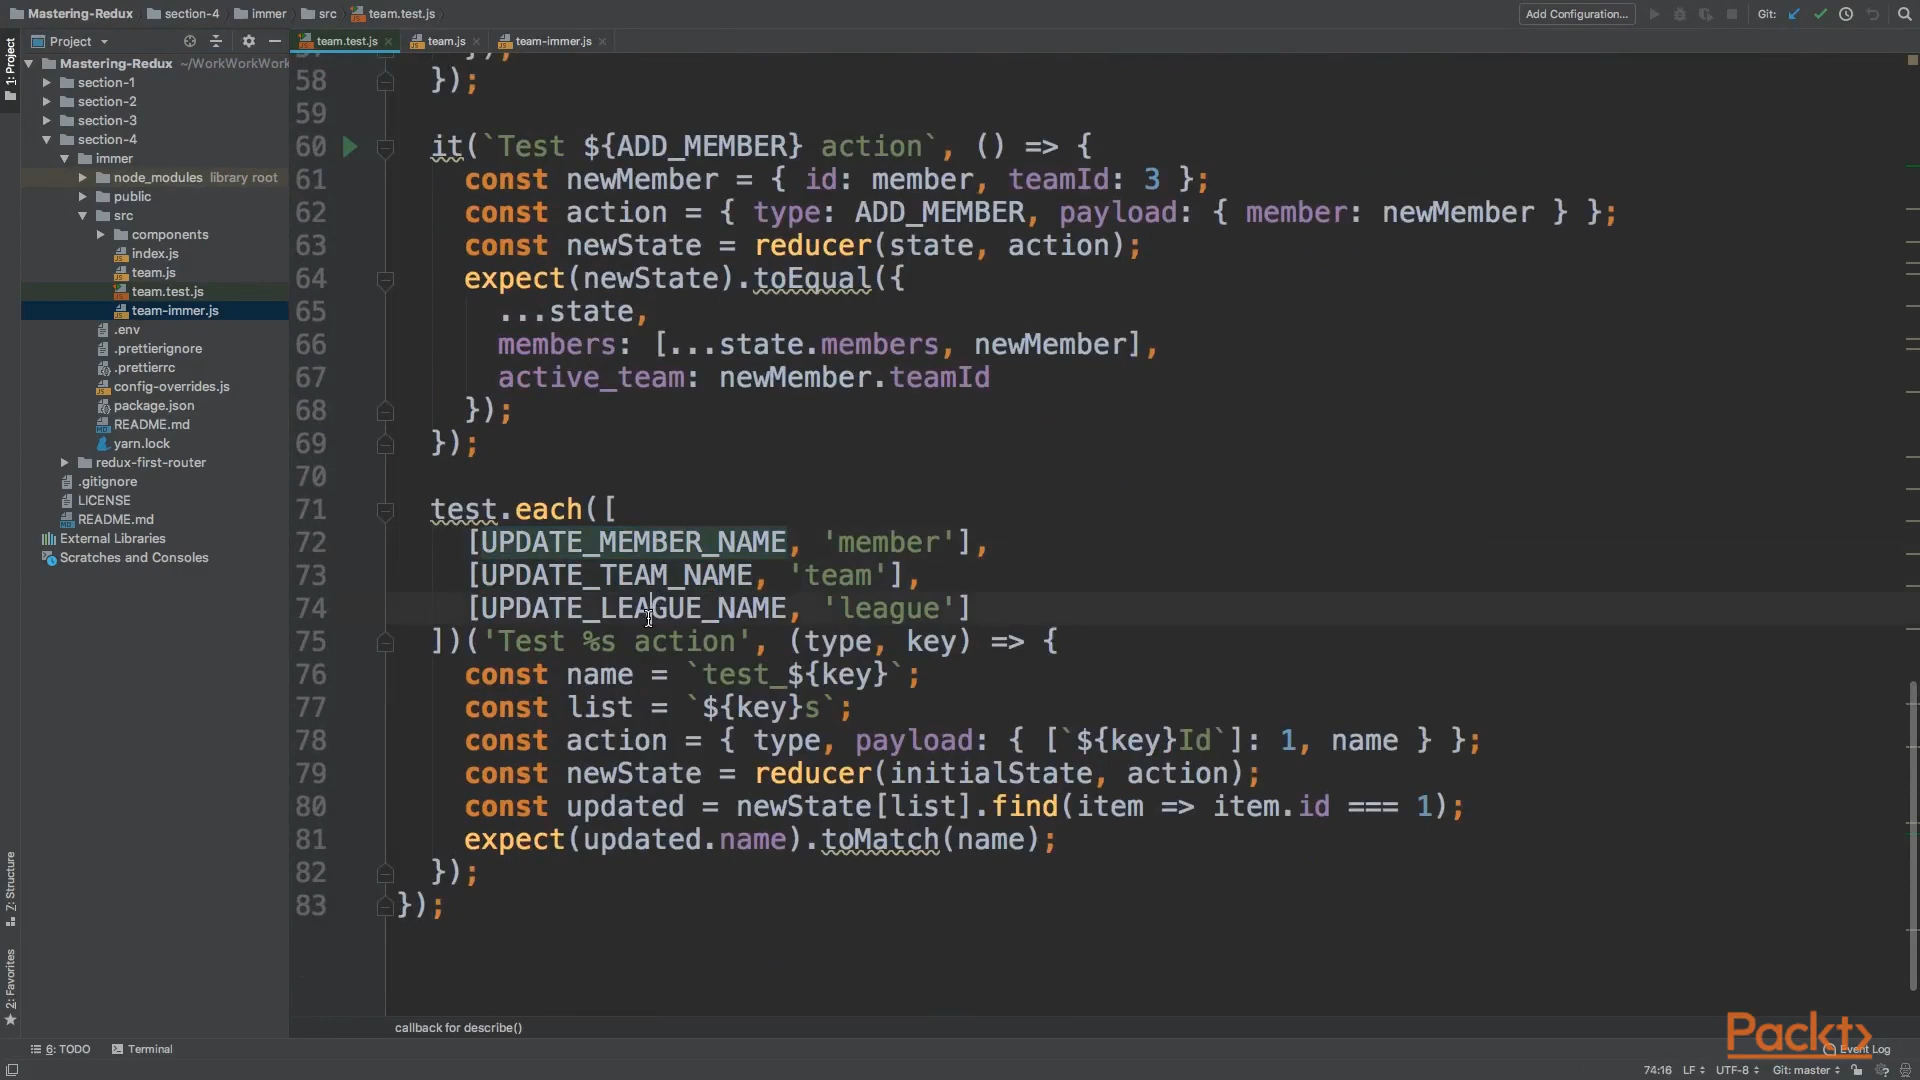 Mastering-Redux section-4 immer src team.test.js Add Configuration... Git:
1: Project
Project
team.test.js team.js team-immer.js
Mastering-Redux ~/WorkWorkWork
section-1
section-2
section-3
section-4
immer
node_modules library root
public
src
components
index.js
team.js
team.test.js
team-immer.js
.env
.prettierignore
.prettierrc
config-overrides.js
package.json
README.md
yarn.lock
redux-first-router
.gitignore
LICENSE
README.md
External Libraries
Scratches and Consoles
58 });
59
60 it(`Test ${ADD_MEMBER} action`, () => {
61 const newMember = { id: member, teamId: 3 };
62 const action = { type: ADD_MEMBER, payload: { member: newMember } };
63 const newState = reducer(state, action);
64 expect(newState).toEqual({
65 ...state,
66 members: [...state.members, newMember],
67 active_team: newMember.teamId
68 });
69 });
70
71 test.each([
72 [UPDATE_MEMBER_NAME, 'member'],
73 [UPDATE_TEAM_NAME, 'team'],
74 [UPDATE_LEAGUE_NAME, 'league']
75 ])('Test %s action', (type, key) => {
76 const name = `test_${key}`;
77 const list = `${key}s`;
78 const action = { type, payload: { [`${key}Id`]: 1, name } };
79 const newState = reducer(initialState, action);
80 const updated = newState[list].find(item => item.id === 1);
81 expect(updated.name).toMatch(name);
82 });
83 });
Z: Structure
2: Favorites
callback for describe()
Packt>
6: TODO Terminal Event Log
74:16 LF UTF-8 Git: master